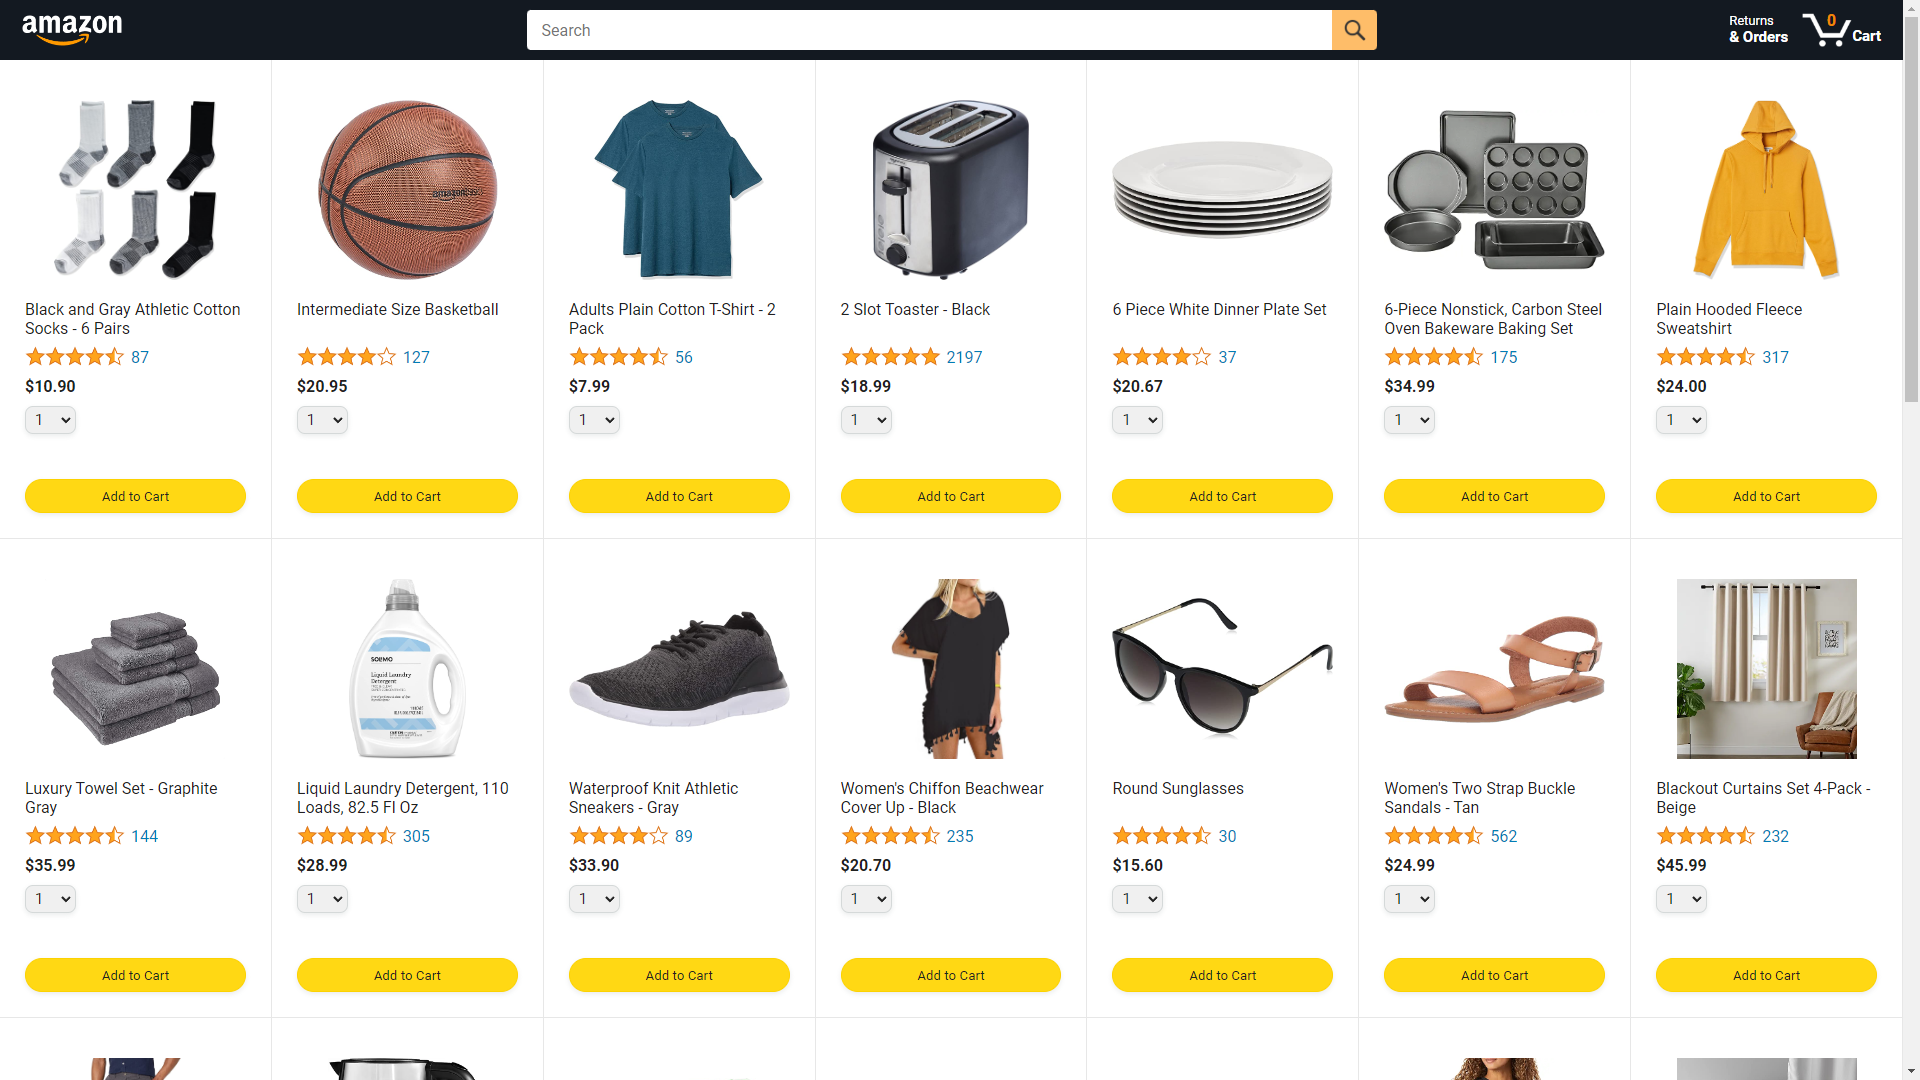 amazon
Search
Returns
& Orders
0
Cart
Black and Gray Athletic Cotton
Socks - 6 Pairs
87
$10.90
1
Add to Cart
Intermediate Size Basketball
127
$20.95
1
Add to Cart
Adults Plain Cotton T-Shirt - 2
Pack
56
$7.99
1
Add to Cart
2 Slot Toaster - Black
2197
$18.99
1
Add to Cart
6 Piece White Dinner Plate Set
37
$20.67
1
Add to Cart
6-Piece Nonstick, Carbon Steel
Oven Bakeware Baking Set
175
$34.99
1
Add to Cart
Plain Hooded Fleece
Sweatshirt
317
$24.00
1
Add to Cart
Luxury Towel Set - Graphite
Gray
144
$35.99
1
Add to Cart
SOLIMO
Liquid Laundry
Detergent
Liquid Laundry Detergent, 110
Loads, 82.5 Fl Oz
305
$28.99
1
Add to Cart
Waterproof Knit Athletic
Sneakers - Gray
89
$33.90
1
Add to Cart
Women's Chiffon Beachwear
Cover Up - Black
235
$20.70
1
Add to Cart
Round Sunglasses
30
$15.60
1
Add to Cart
Women's Two Strap Buckle
Sandals - Tan
562
$24.99
1
Add to Cart
Blackout Curtains Set 4-Pack -
Beige
232
$45.99
1
Add to Cart